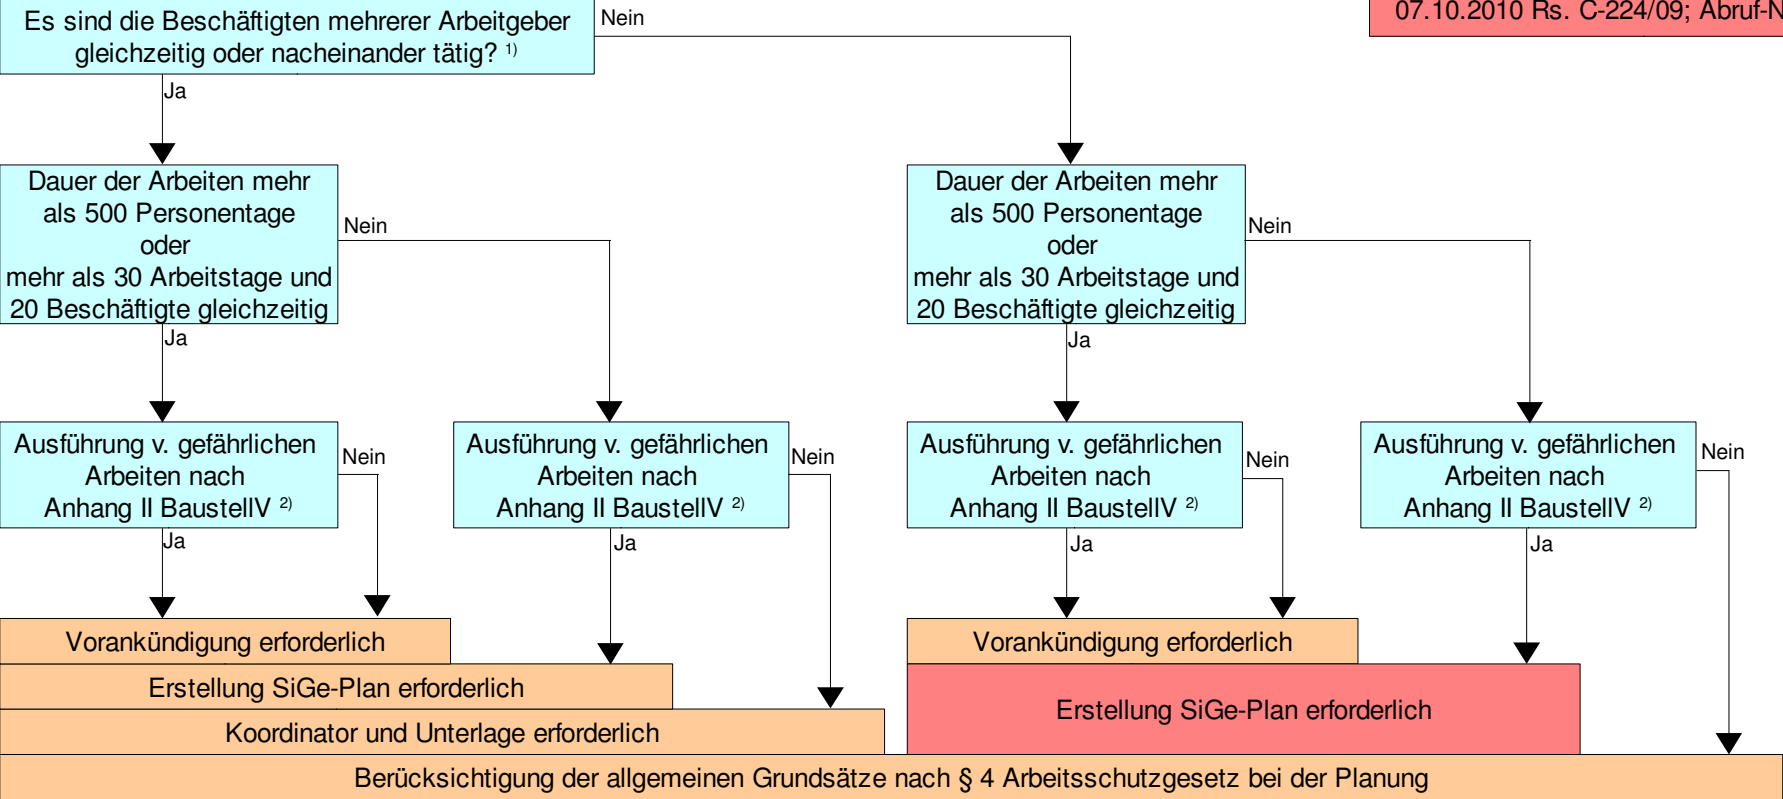 Es sind die Beschäftigten mehrerer Arbeitgeber
gleichzeitig oder nacheinander tätig? 1)
Nein
07.10.2010 Rs. C-224/09; Abruf-N
Ja
Dauer der Arbeiten mehr
als 500 Personentage
oder
mehr als 30 Arbeitstage und
20 Beschäftigte gleichzeitig
Nein
Dauer der Arbeiten mehr
als 500 Personentage
oder
mehr als 30 Arbeitstage und
20 Beschäftigte gleichzeitig
Nein
Ja
Ja
Ausführung v. gefährlichen
Arbeiten nach
Anhang II BaustellV 2)
Nein
Ausführung v. gefährlichen
Arbeiten nach
Anhang II BaustellV 2)
Nein
Ausführung v. gefährlichen
Arbeiten nach
Anhang II BaustellV 2)
Nein
Ausführung v. gefährlichen
Arbeiten nach
Anhang II BaustellV 2)
Nein
Ja
Ja
Ja
Ja
Vorankündigung erforderlich
Vorankündigung erforderlich
Erstellung SiGe-Plan erforderlich
Erstellung SiGe-Plan erforderlich
Koordinator und Unterlage erforderlich
Berücksichtigung der allgemeinen Grundsätze nach § 4 Arbeitsschutzgesetz bei der Planung